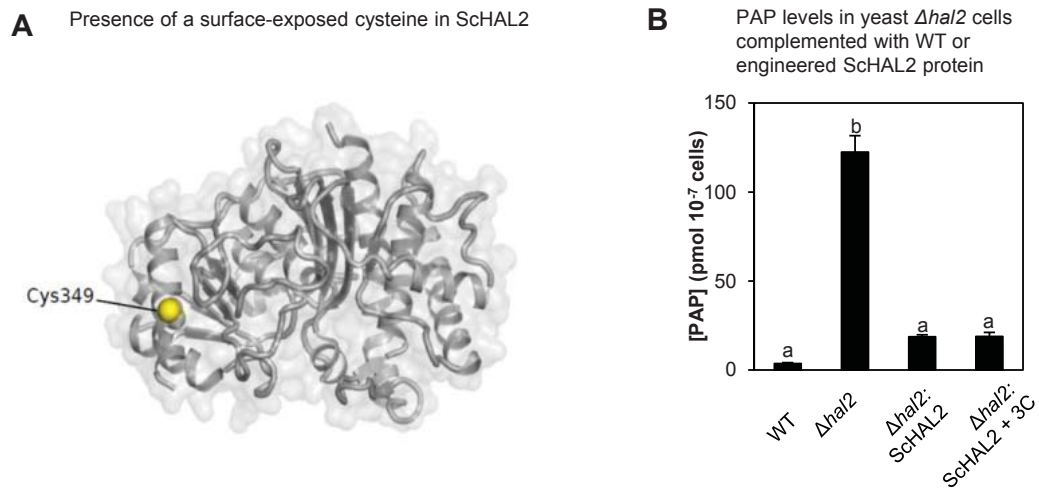 A
Presence of a surface-exposed cysteine in ScHAL2
Cys349
B
PAP levels in yeast Δhal2 cells
complemented with WT or
engineered ScHAL2 protein
[PAP] (pmol 10⁻⁷ cells)
150
100
50
0
a
b
a
a
WT
Δhal2
Δhal2:
ScHAL2
Δhal2:
ScHAL2 + 3C